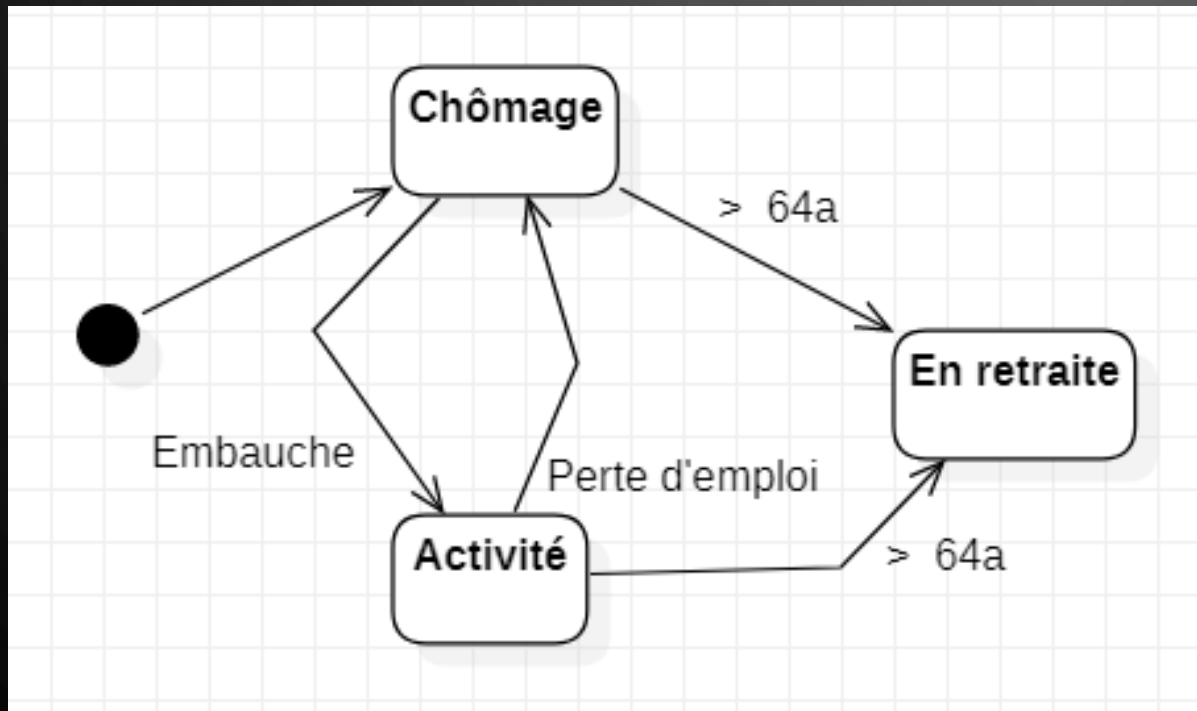 Chômage
> 64a
En retraite
Embauche
Perte d'emploi
Activité
> 64a